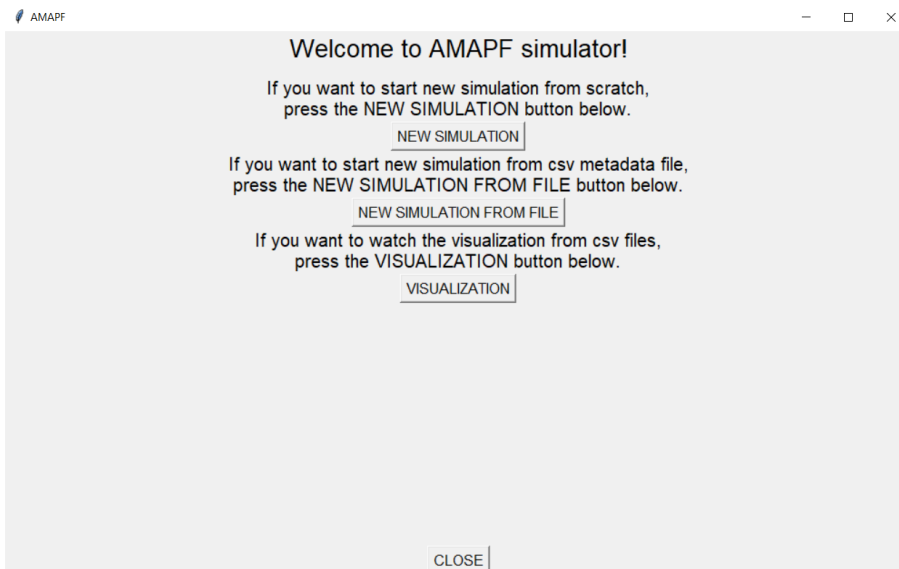 AMAPF
Welcome to AMAPF simulator!
If you want to start new simulation from scratch,
press the NEW SIMULATION button below.
NEW SIMULATION
If you want to start new simulation from csv metadata file,
press the NEW SIMULATION FROM FILE button below.
NEW SIMULATION FROM FILE
If you want to watch the visualization from csv files,
press the VISUALIZATION button below.
VISUALIZATION
CLOSE